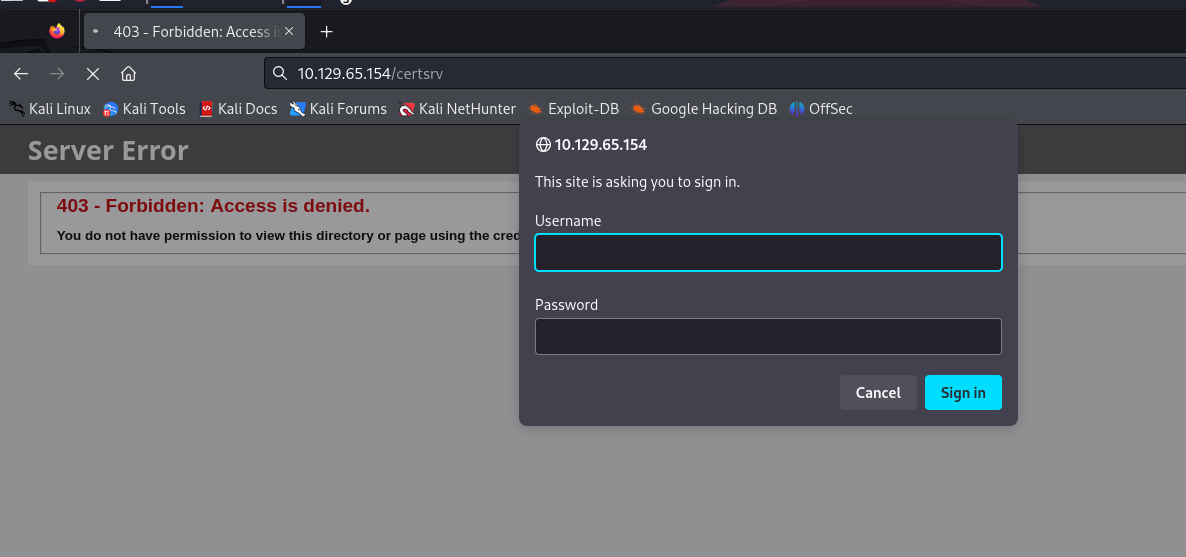 403 - Forbidden: Access is
10.129.65.154/certsrv
Kali Linux Kali Tools Kali Docs Kali Forums Kali NetHunter Exploit-DB Google Hacking DB OffSec
Server Error
403 - Forbidden: Access is denied.
You do not have permission to view this directory or page using the
10.129.65.154
This site is asking you to sign in.
Username
Password
Cancel Sign in